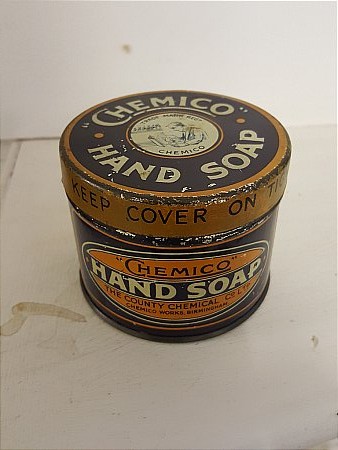 "CHEMICO"
TRADE MARK REGD
CHEMICO
HAND SOAP
KEEP COVER ON TI
"CHEMICO"
HAND SOAP
THE COUNTY CHEMICAL CO LTD
CHEMICO WORKS, BIRMINGHAM